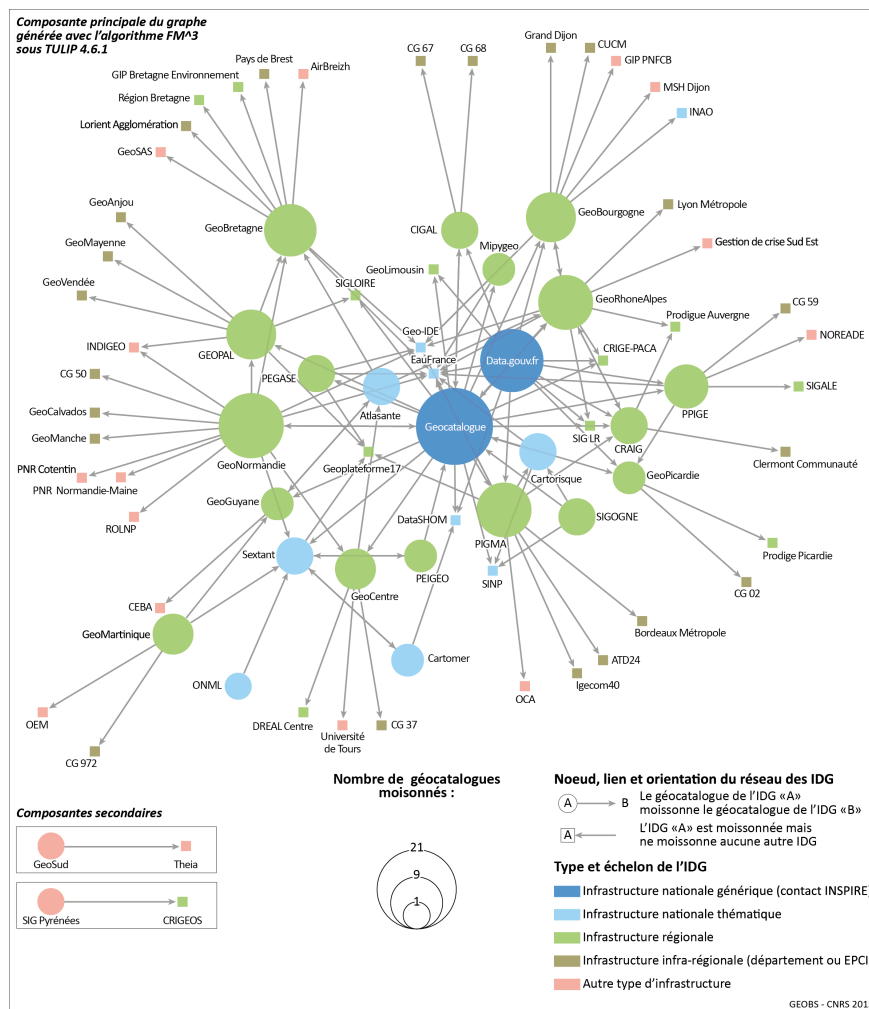 Composante principale du graphe
générée avec l'algorithme FM^3
sous TULIP 4.6.1
Grand Dijon
CUCM
CG 67
CG 68
GIP PNFCB
Pays de Brest
AirBreizh
GIP Bretagne Environnement
MSH Dijon
Région Bretagne
INAO
Lorient Agglomération
GeoSAS
GeoAnjou
Lyon Métropole
GeoBourgogne
GeoBretagne
CIGAL
GeoMayenne
Mipygeo
Gestion de crise Sud Est
GeoLimousin
SIGLOIRE
GeoVendée
GeoRhoneAlpes
CG 59
Prodigue Auvergne
Geo-IDE
NOREADE
INDIGEO
GEOPAL
EauFrance
Data.gouv.fr
CRIGE-PACA
CG 50
PEGASE
SIGALE
GeoCalvados
Atlasante
PPIGE
Geocatalogue
SIG LR
GeoManche
CRAIG
GeoNormandie
Geoplateforme17
PNR Cotentin
Clermont Communauté
PNR Normandie-Maine
Cartorisque
GeoPicardie
GeoGuyane
ROLNP
DataSHOM
PIGMA
SIGOGNE
Sextant
Prodige Picardie
PEIGEO
SINP
GeoCentre
CG 02
CEBA
GeoMartinique
Bordeaux Métropole
Cartomer
ATD24
ONML
Igecom40
OCA
OEM
DREAL Centre
Université
de Tours
CG 37
CG 972
Nombre de géocatalogues
moisonnés :
21
9
1
Noeud, lien et orientation du réseau des IDG
A
B
Le géocatalogue de l'IDG «A»
moissonne le géocatalogue de l'IDG «B»
A
L'IDG «A» est moissonnée mais
ne moissonne aucune autre IDG
Composantes secondaires
GeoSud
Theia
SIG Pyrénées
CRIGEOS
Type et échelon de l'IDG
Infrastructure nationale générique (contact INSPIRE)
Infrastructure nationale thématique
Infrastructure régionale
Infrastructure infra-régionale (département ou EPCI
Autre type d'infrastructure
GEOBS - CNRS